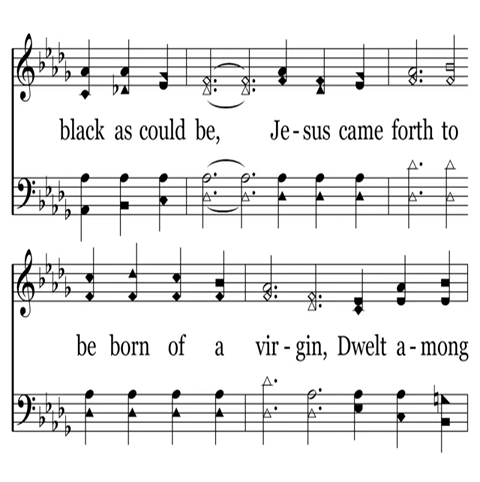 black as could be, Je-sus came forth to
be born of a vir-gin, Dwelt a-mong